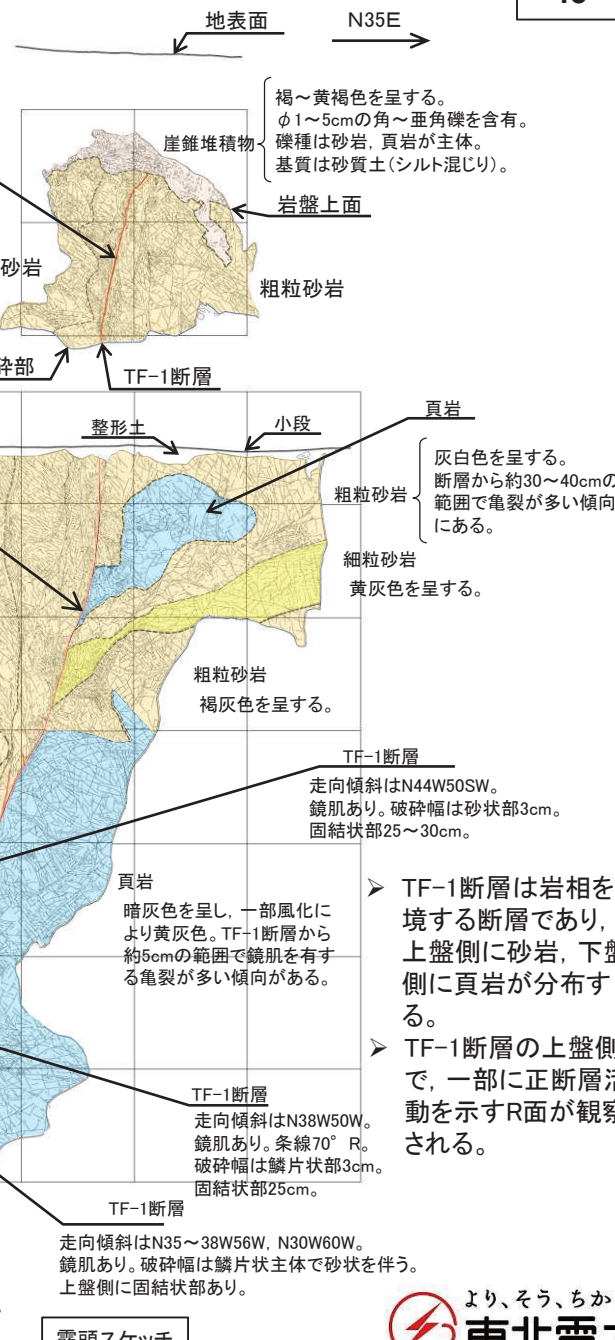 地表面
N35E
褐～黄褐色を呈する。
φ1～5cmの角～亜角礫を含有。
礫種は砂岩，頁岩が主体。
基質は砂質土（シルト混じり）。
崖錐堆積物
岩盤上面
砂岩
粗粒砂岩
砕部
TF-1断層
頁岩
整形土
小段
灰白色を呈する。
断層から約30～40cmの
範囲で亀裂が多い傾向
にある。
粗粒砂岩
細粒砂岩
黄灰色を呈する。
粗粒砂岩
褐灰色を呈する。
TF-1断層
走向傾斜はN44W50SW。
鏡肌あり。破砕幅は砂状部3cm。
固結状部25～30cm。
頁岩
暗灰色を呈し，一部風化に
より黄灰色。TF-1断層から
約5cmの範囲で鏡肌を有す
る亀裂が多い傾向がある。
➢ TF-1断層は岩相を
境する断層であり，
上盤側に砂岩，下盤
側に頁岩が分布す
る。
➢ TF-1断層の上盤側
で，一部に正断層活
動を示すR面が観察
される。
TF-1断層
走向傾斜はN38W50W。
鏡肌あり。条線70° R。
破砕幅は鱗片状部3cm。
固結状部25cm。
TF-1断層
走向傾斜はN35～38W56W，N30W60W。
鏡肌あり。破砕幅は鱗片状主体で砂状を伴う。
上盤側に固結状部あり。
露頭スケッチ
より、そう、ちか
東北電